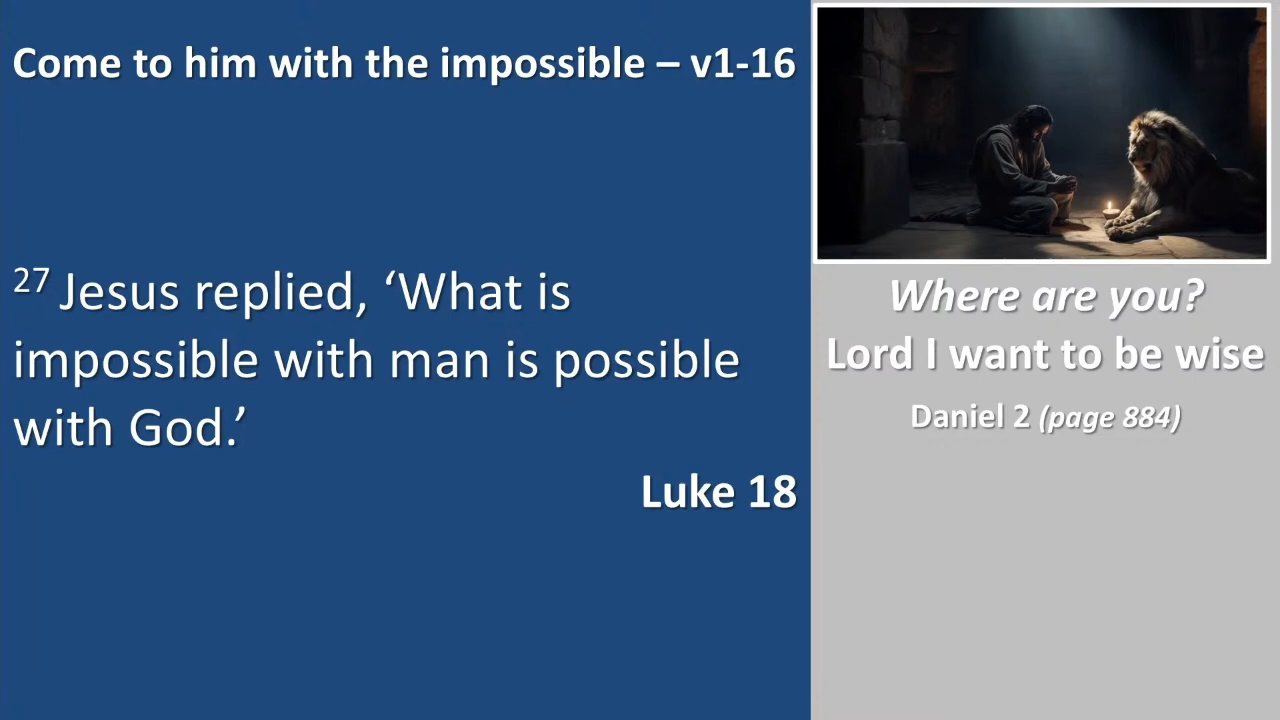 Come to him with the impossible – v1-16
27 Jesus replied, ‘What is
impossible with man is possible
with God.’
Luke 18
Where are you?
Lord I want to be wise
Daniel 2 (page 884)